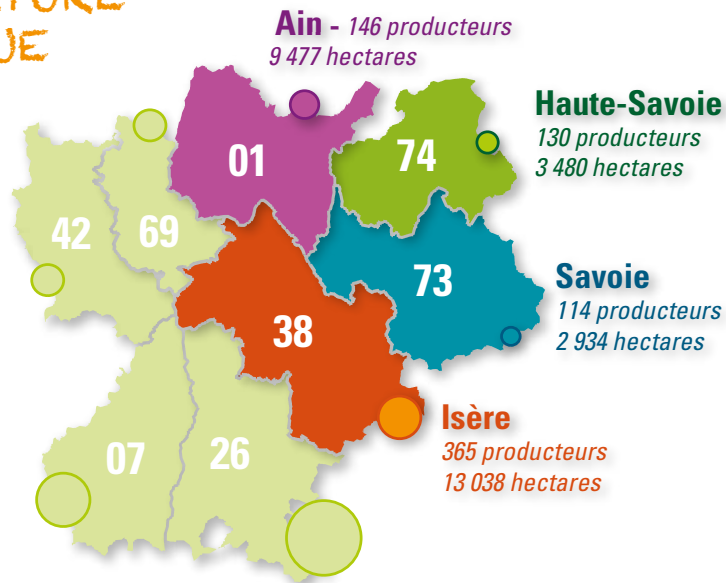 Ain - 146 producteurs
9 477 hectares
Haute-Savoie
130 producteurs
3 480 hectares
01
74
42
69
73
Savoie
114 producteurs
2 934 hectares
38
Isère
365 producteurs
13 038 hectares
07
26